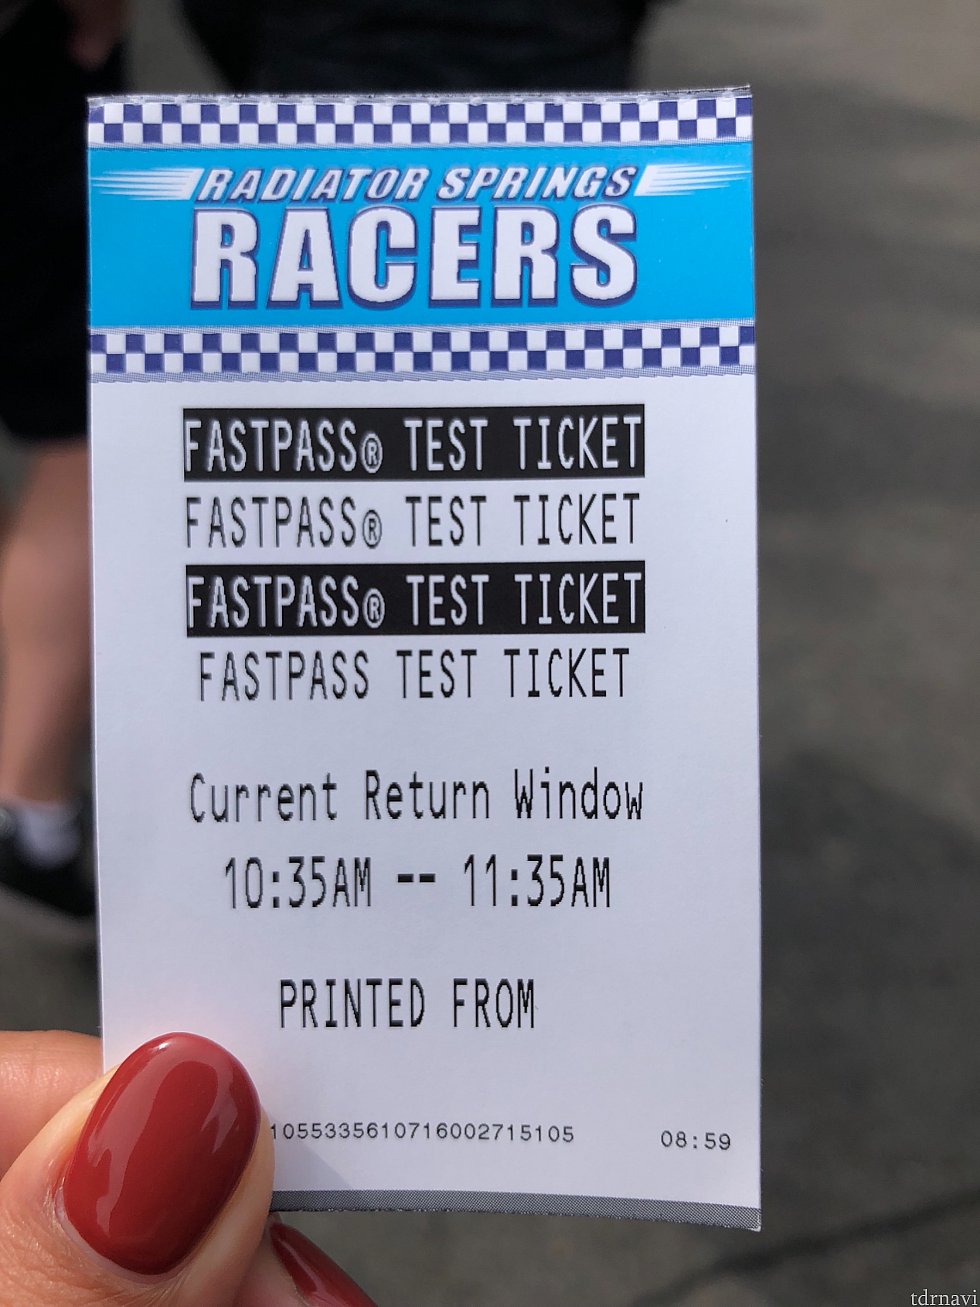 RADIATOR SPRINGS
RACERS
FASTPASS® TEST TICKET
FASTPASS® TEST TICKET
FASTPASS® TEST TICKET
FASTPASS TEST TICKET
Current Return Window
10:35AM -- 11:35AM
PRINTED FROM
105533561071600271５105 08:59
tdrnavi